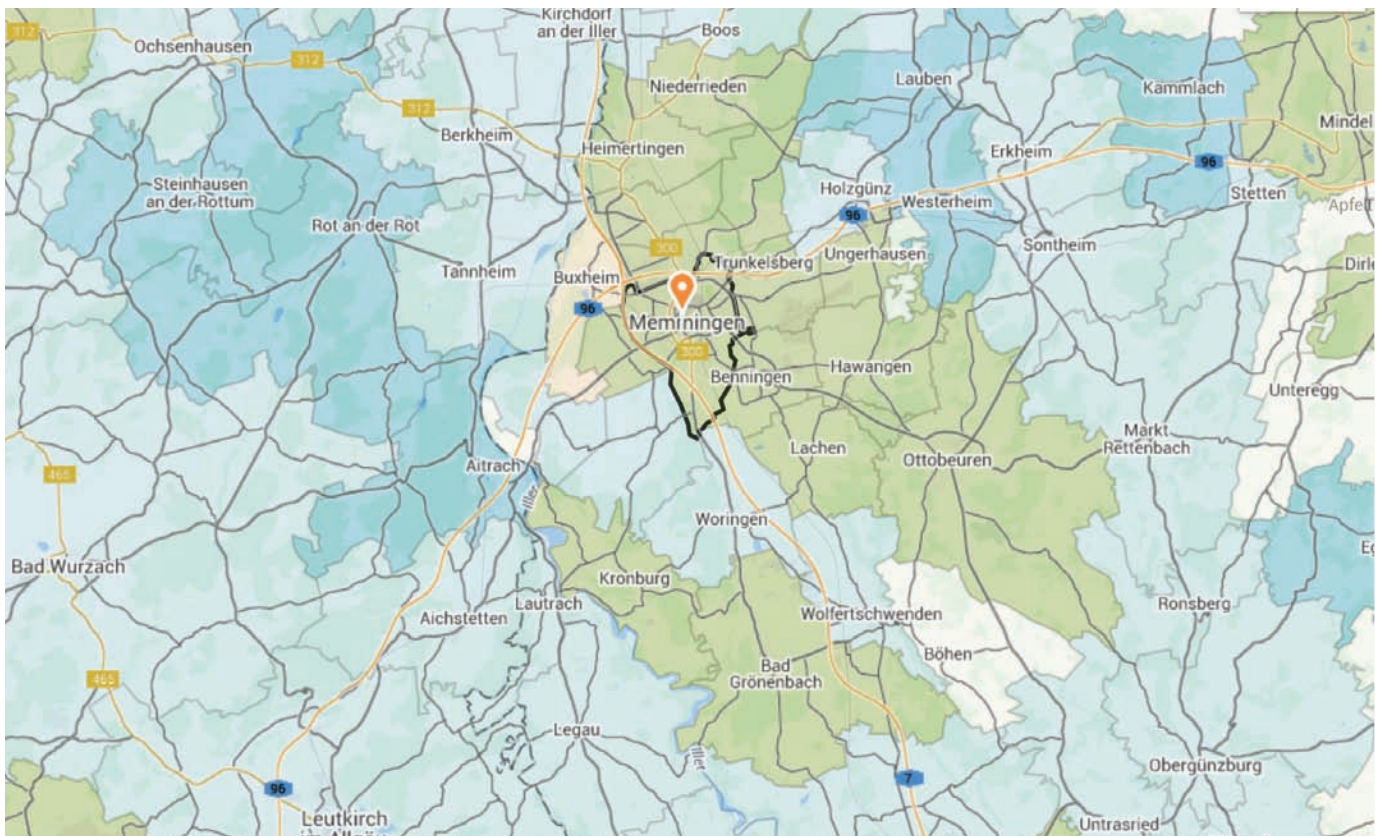 Kirchdorf
an der Iller
312
Boos
Ochsenhausen
312
Niederrieden
Lauben
Kammlach
312
Berkheim
Heimertingen
Mindel
Erkheim
96
Steinhausen
an der Rottum
Holzgünz
Westerheim
Stetten
96
Rot an der Rot
300
Ungerhausen
Sontheim
Tannheim
Buxheim
Trunkelsberg
96
Memmingen
300
Benningen
Hawangen
Unteregg
Lachen
Markt
Rettenbach
Aitrach
Ottobeuren
465
Iller
Woringen
Bad Wurzach
Kronburg
Lautrach
Aichstetten
Wolfertschwenden
Ronsberg
Böhen
465
Bad
Grönenbach
Legau
Iller
Obergünzburg
96
7
Leutkirch
Untrasried